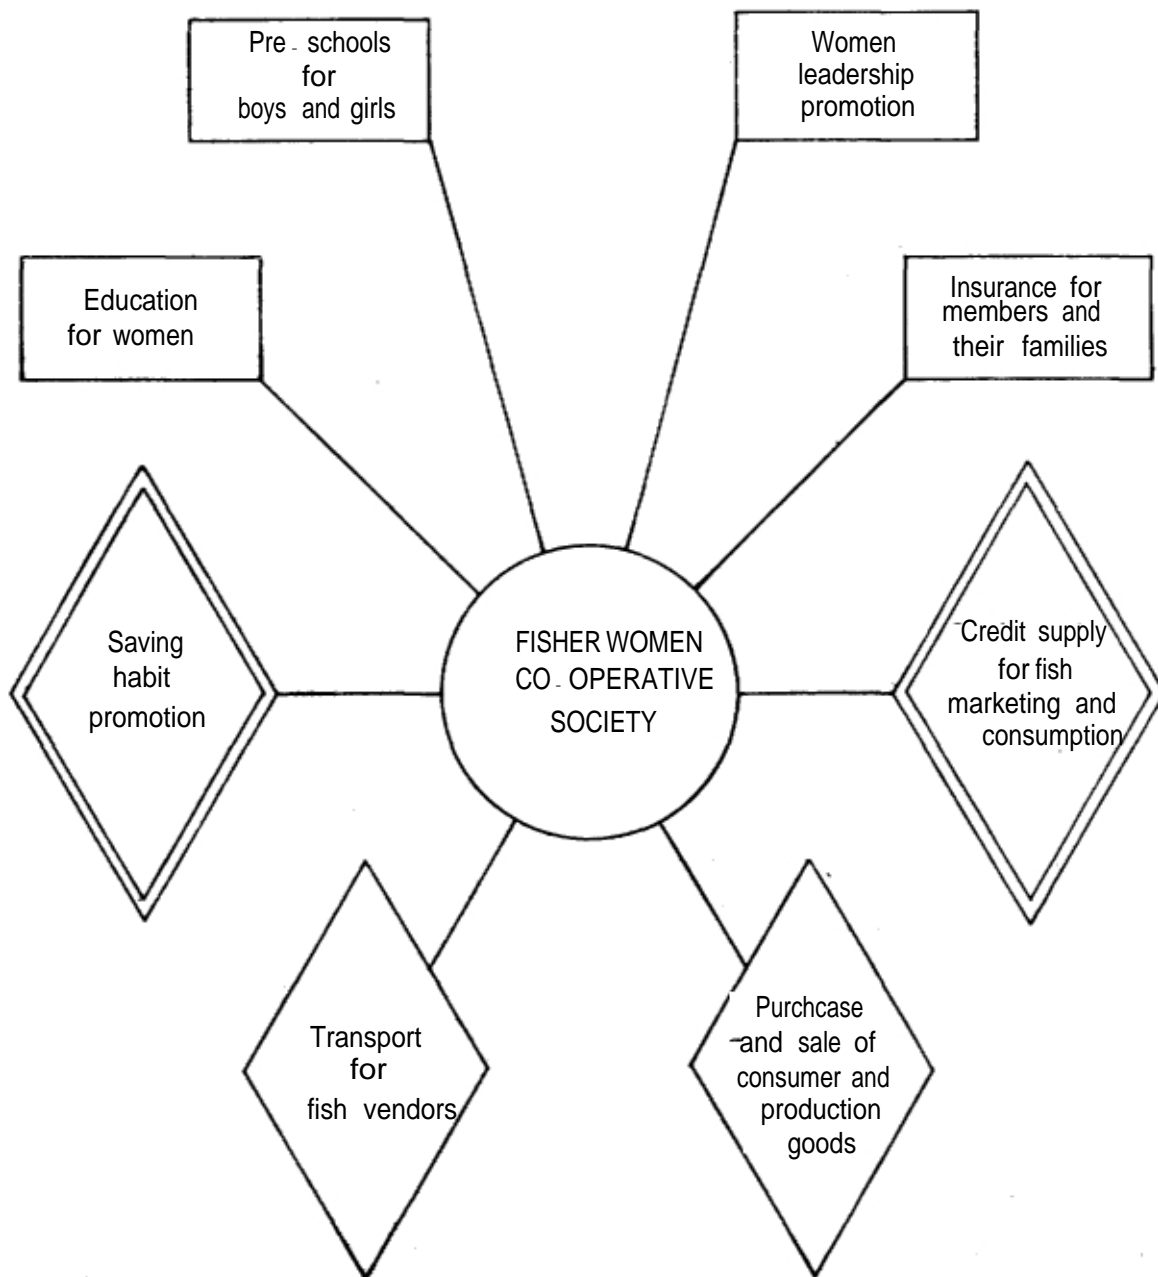 Pre - schools
for
boys and girls
Women
leadership
promotion
Education
for women
Insurance for
members and
their families
Saving
habit
promotion
FISHER WOMEN
CO - OPERATIVE
SOCIETY
Credit supply
for fish
marketing and
consumption
Transport
for
fish vendors
Purchcase
and sale of
consumer and
production
goods